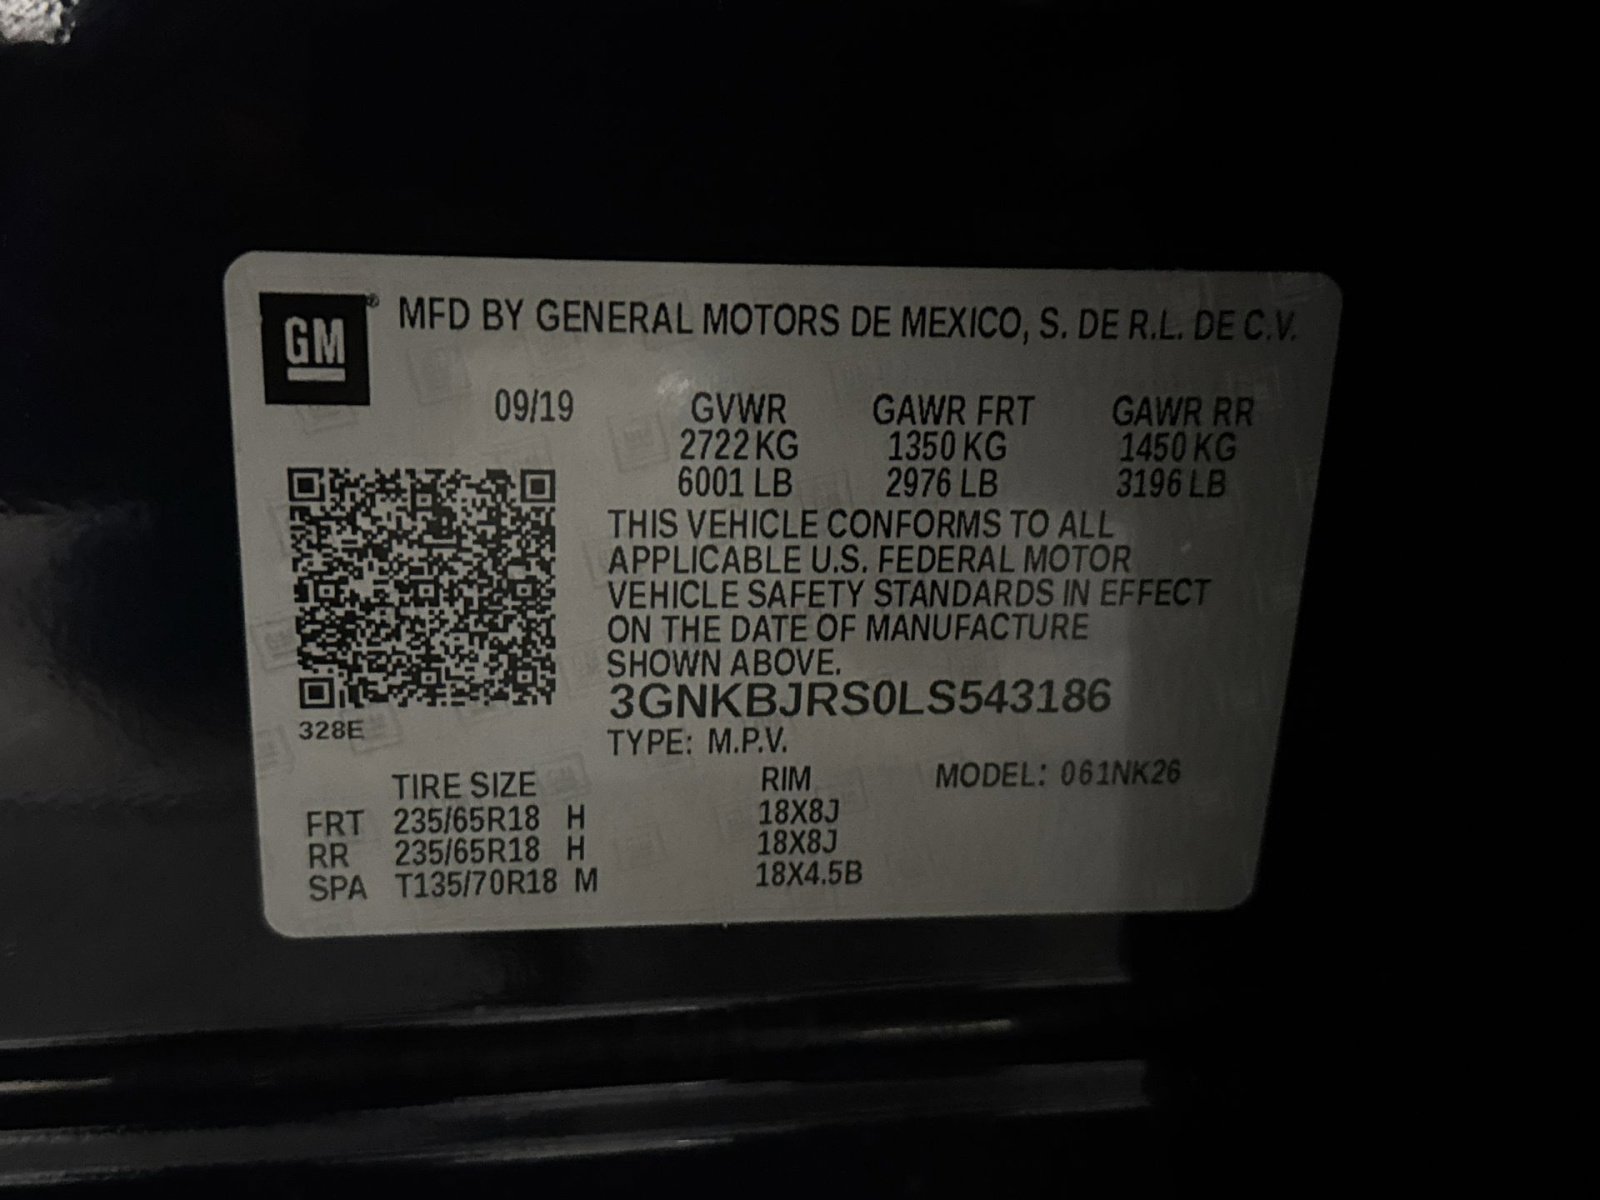 GM® MFD BY GENERAL MOTORS DE MEXICO, S. DE R.L. DE C.V.
09/19 GVWR GAWR FRT GAWR RR
2722 KG 1350 KG 1450 KG
6001 LB 2976 LB 3196 LB
THIS VEHICLE CONFORMS TO ALL
APPLICABLE U.S. FEDERAL MOTOR
VEHICLE SAFETY STANDARDS IN EFFECT
ON THE DATE OF MANUFACTURE
SHOWN ABOVE.
3GNKBJRS0LS543186
328E
TYPE: M.P.V.
TIRE SIZE RIM MODEL: 061NK26
FRT 235/65R18 H 18X8J
RR 235/65R18 H 18X8J
SPA T135/70R18 M 18X4.5B